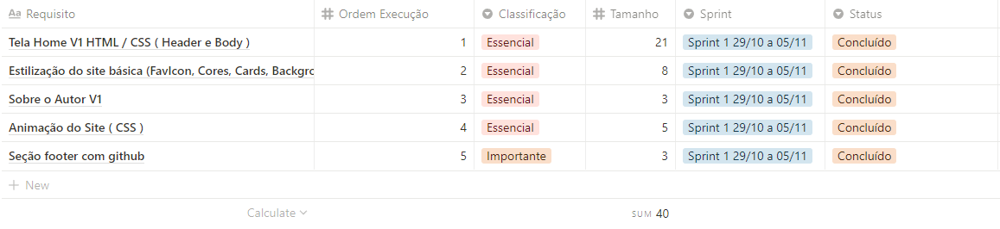 Aa Requisito # Ordem Execução Classificação # Tamanho Sprint Status
Tela Home V1 HTML / CSS ( Header e Body ) 1 Essencial 21 Sprint 1 29/10 a 05/11 Concluído
Estilização do site básica (FavIcon, Cores, Cards, Backgro 2 Essencial 8 Sprint 1 29/10 a 05/11 Concluído
Sobre o Autor V1 3 Essencial 3 Sprint 1 29/10 a 05/11 Concluído
Animação do Site ( CSS ) 4 Essencial 5 Sprint 1 29/10 a 05/11 Concluído
Seção footer com github 5 Importante 3 Sprint 1 29/10 a 05/11 Concluído
+ New
Calculate SUM 40